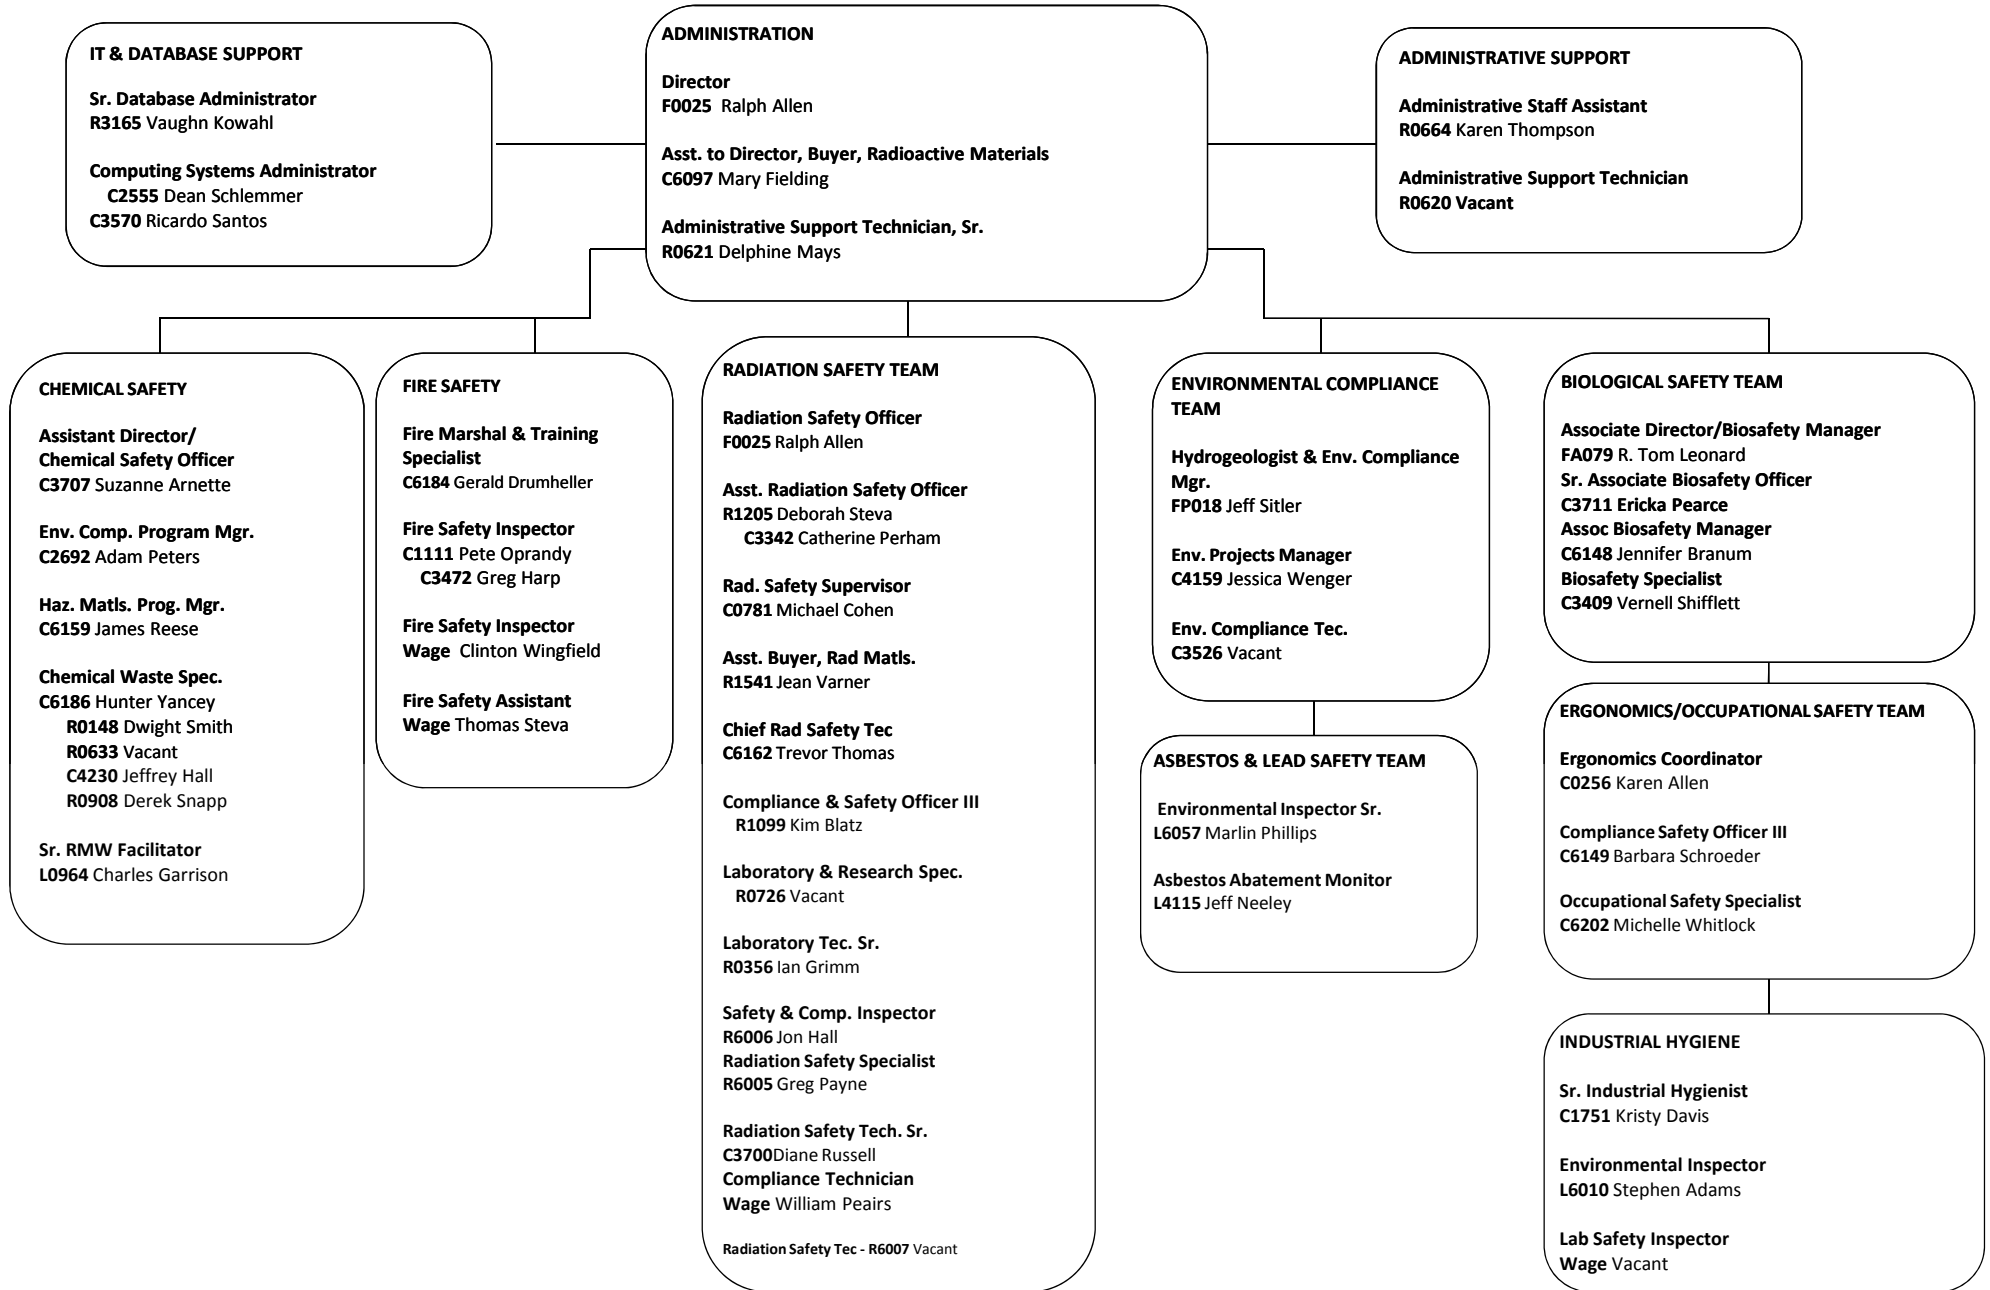 IT & DATABASE SUPPORT
Sr. Database Administrator
R3165 Vaughn Kowahl
Computing Systems Administrator
C2555 Dean Schlemmer
C3570 Ricardo Santos
ADMINISTRATION
Director
F0025 Ralph Allen
Asst. to Director, Buyer, Radioactive Materials
C6097 Mary Fielding
Administrative Support Technician, Sr.
R0621 Delphine Mays
ADMINISTRATIVE SUPPORT
Administrative Staff Assistant
R0664 Karen Thompson
Administrative Support Technician
R0620 Vacant
CHEMICAL SAFETY
Assistant Director/
Chemical Safety Officer
C3707 Suzanne Arnette
Env. Comp. Program Mgr.
C2692 Adam Peters
Haz. Matls. Prog. Mgr.
C6159 James Reese
Chemical Waste Spec.
C6186 Hunter Yancey
R0148 Dwight Smith
R0633 Vacant
C4230 Jeffrey Hall
R0908 Derek Snapp
Sr. RMW Facilitator
L0964 Charles Garrison
FIRE SAFETY
Fire Marshal & Training
Specialist
C6184 Gerald Drumheller
Fire Safety Inspector
C1111 Pete Oprandy
C3472 Greg Harp
Fire Safety Inspector
Wage Clinton Wingfield
Fire Safety Assistant
Wage Thomas Steva
RADIATION SAFETY TEAM
Radiation Safety Officer
F0025 Ralph Allen
Asst. Radiation Safety Officer
R1205 Deborah Steva
C3342 Catherine Perham
Rad. Safety Supervisor
C0781 Michael Cohen
Asst. Buyer, Rad Matls.
R1541 Jean Varner
Chief Rad Safety Tec
C6162 Trevor Thomas
Compliance & Safety Officer III
R1099 Kim Blatz
Laboratory & Research Spec.
R0726 Vacant
Laboratory Tec. Sr.
R0356 Ian Grimm
Safety & Comp. Inspector
R6006 Jon Hall
Radiation Safety Specialist
R6005 Greg Payne
Radiation Safety Tech. Sr.
C3700Diane Russell
Compliance Technician
Wage William Peairs
Radiation Safety Tec - R6007 Vacant
ENVIRONMENTAL COMPLIANCE
TEAM
Hydrogeologist & Env. Compliance
Mgr.
FP018 Jeff Sitler
Env. Projects Manager
C4159 Jessica Wenger
Env. Compliance Tec.
C3526 Vacant
ASBESTOS & LEAD SAFETY TEAM
Environmental Inspector Sr.
L6057 Marlin Phillips
Asbestos Abatement Monitor
L4115 Jeff Neeley
BIOLOGICAL SAFETY TEAM
Associate Director/Biosafety Manager
FA079 R. Tom Leonard
Sr. Associate Biosafety Officer
C3711 Ericka Pearce
Assoc Biosafety Manager
C6148 Jennifer Branum
Biosafety Specialist
C3409 Vernell Shifflett
ERGONOMICS/OCCUPATIONAL SAFETY TEAM
Ergonomics Coordinator
C0256 Karen Allen
Compliance Safety Officer III
C6149 Barbara Schroeder
Occupational Safety Specialist
C6202 Michelle Whitlock
INDUSTRIAL HYGIENE
Sr. Industrial Hygienist
C1751 Kristy Davis
Environmental Inspector
L6010 Stephen Adams
Lab Safety Inspector
Wage Vacant